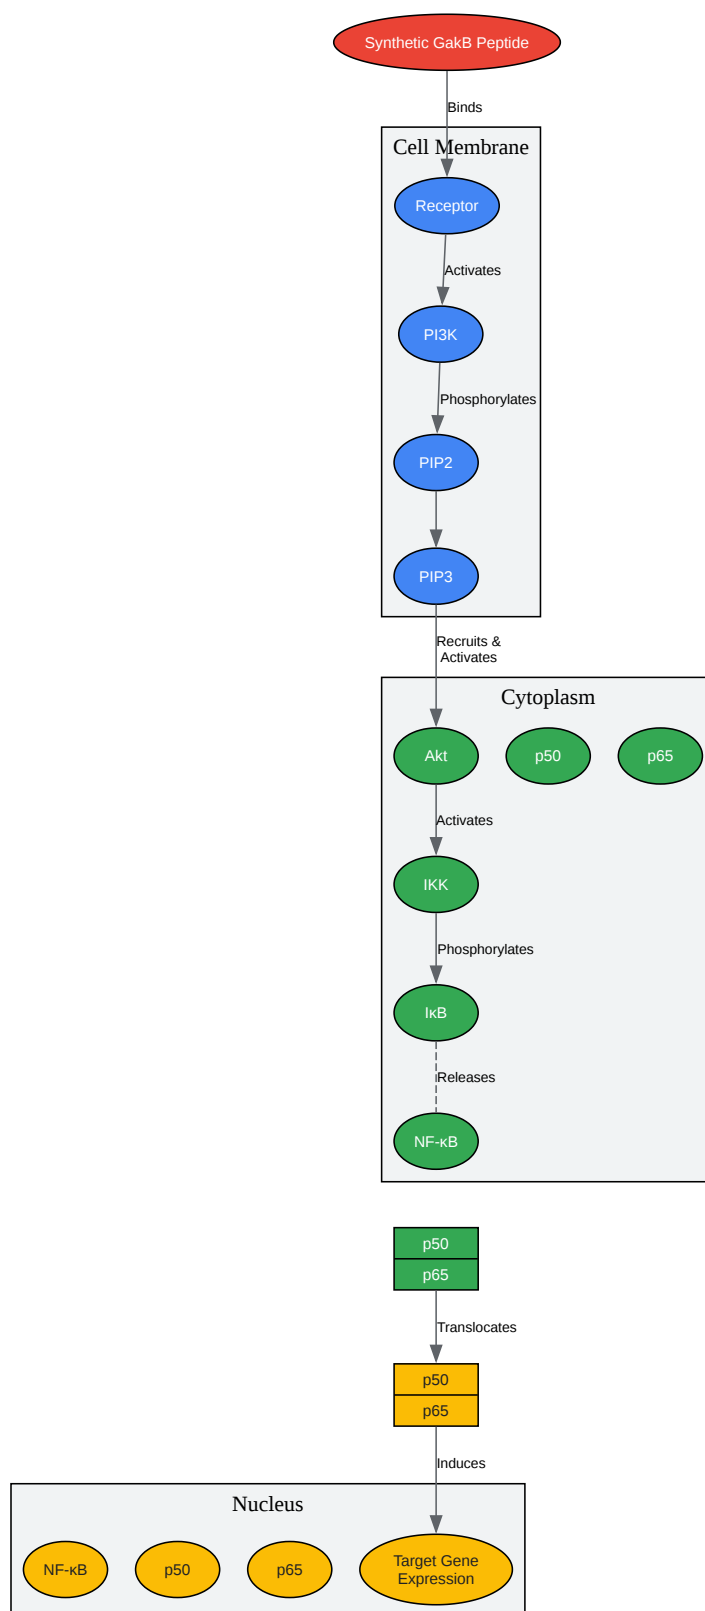 Synthetic GakB Peptide
Binds
Cell Membrane
Receptor
Activates
PI3K
Phosphorylates
PIP2
PIP3
Recruits &
Activates
Cytoplasm
Akt
p50
p65
Activates
IKK
Phosphorylates
IκB
Releases
NF-κB
p50
p65
Translocates
p50
p65
Induces
Nucleus
NF-κB
p50
p65
Target Gene
Expression